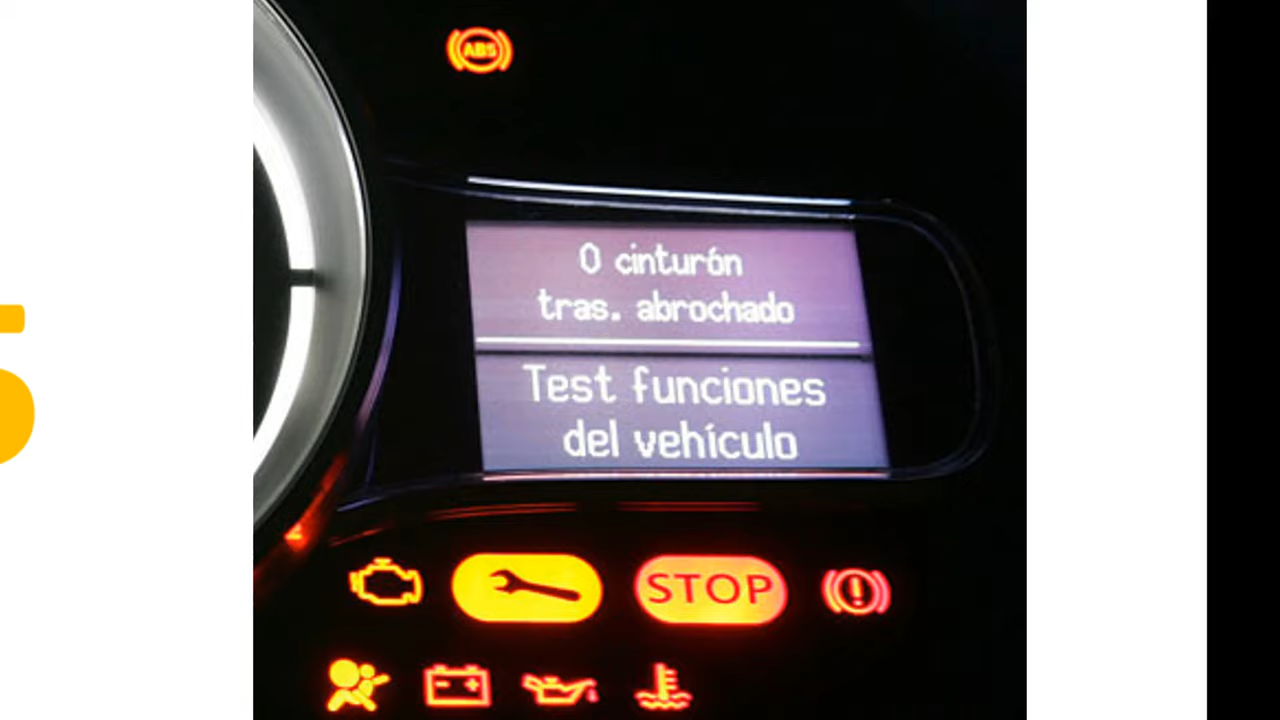 ABS
0 cinturón
tras. abrochado
Test funciones
del vehículo
STOP